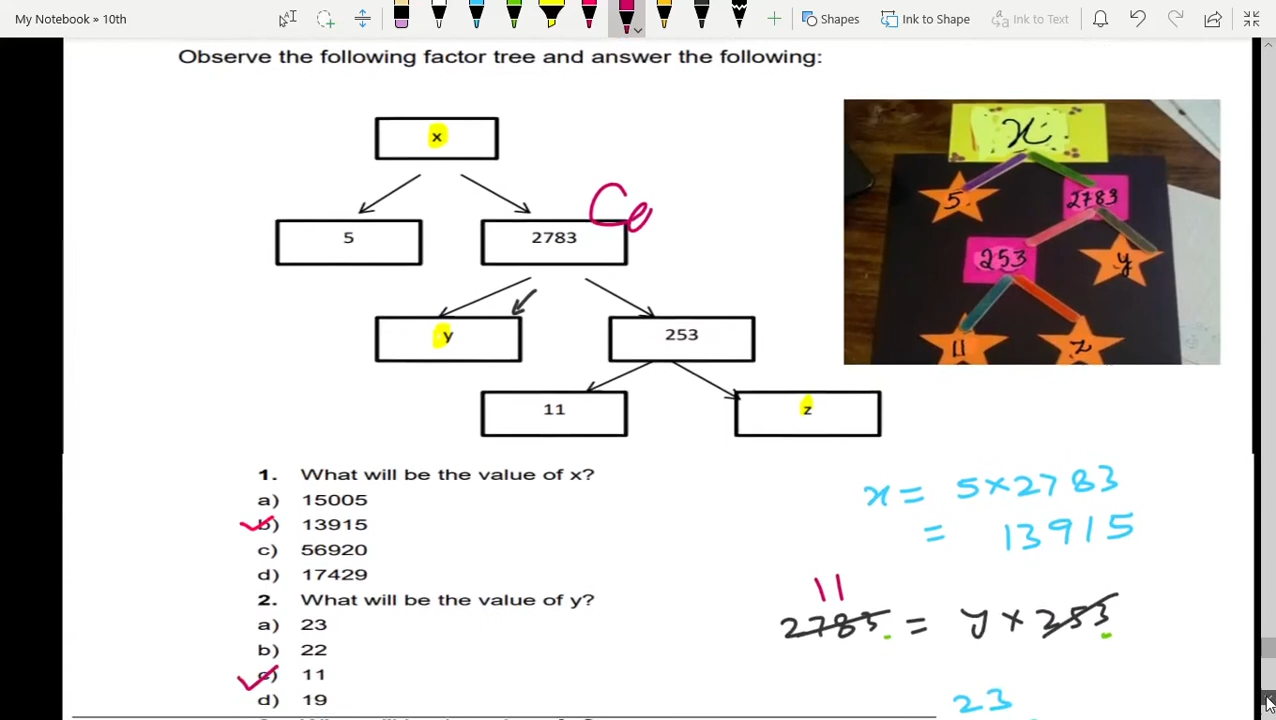 My Notebook » 10th
Shapes
Ink to Shape
Ink to Text
Observe the following factor tree and answer the following:
x
5
2783
y
253
11
z
x
5
2783
253
y
11
z
1. What will be the value of x?
a) 15005
b) 13915
c) 56920
d) 17429
2. What will be the value of y?
a) 23
b) 22
c) 11
d) 19
x = 5×2783
= 13915
11
2783 = y × 253
23